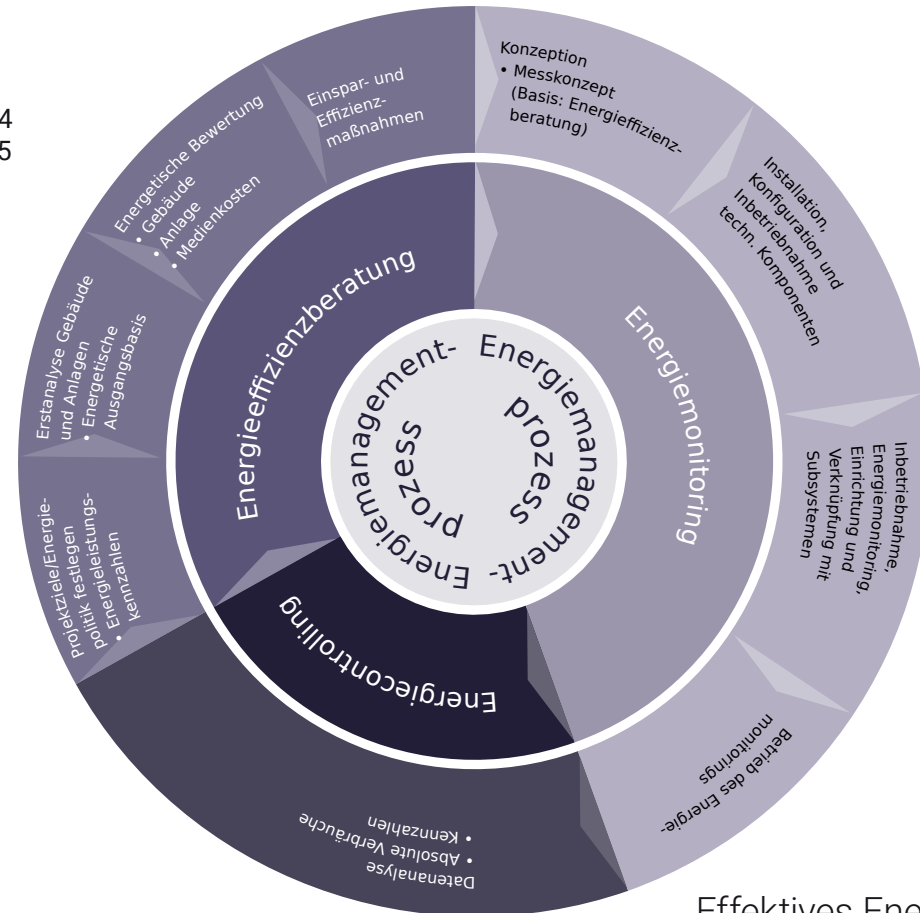 4
5
Konzeption
• Messkonzept
(Basis: Energieeffizienz-
beratung)
Installation,
Konfiguration und
Inbetriebnahme
techn. Komponenten
Inbetriebnahme,
Energiemonitoring,
Einrichtung und
Verknüpfung mit
Subsystemen
Betrieb des Energie-
monitorings
Datenanalyse
• Absolute Verbräuche
• Kennzahlen
Projektziele/Energie-
politik festlegen
• Energieleistungs-
kennzahlen
Erstanalyse Gebäude
und Anlagen
• Energetische
Ausgangsbasis
Energetische Bewertung
• Gebäude
• Anlage
• Medienkosten
Einspar- und
Effizienz-
maßnahmen
Energiemonitoring
Energiecontrolling
Energieeffizienzberatung
Energiemanagement-
prozess
Energiemanagement-
prozess
Effektives Ene